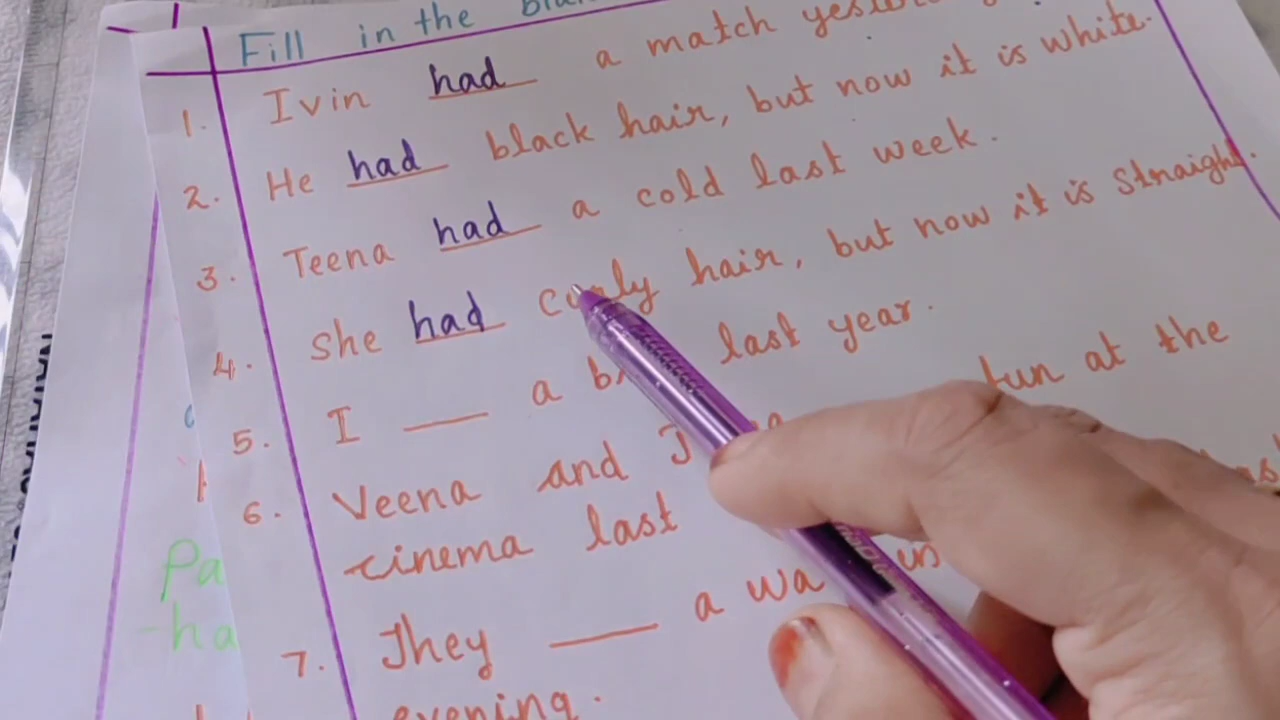 Fill in the
1. Ivin had a match
2. He had black hair, but now it is white.
3. Teena had a cold last week.
4. She had curly hair, but now it is straight.
5. I ___ a last year.
6. Veena and fun at the
cinema last
7. They ___ a
evening.
Pa
ha